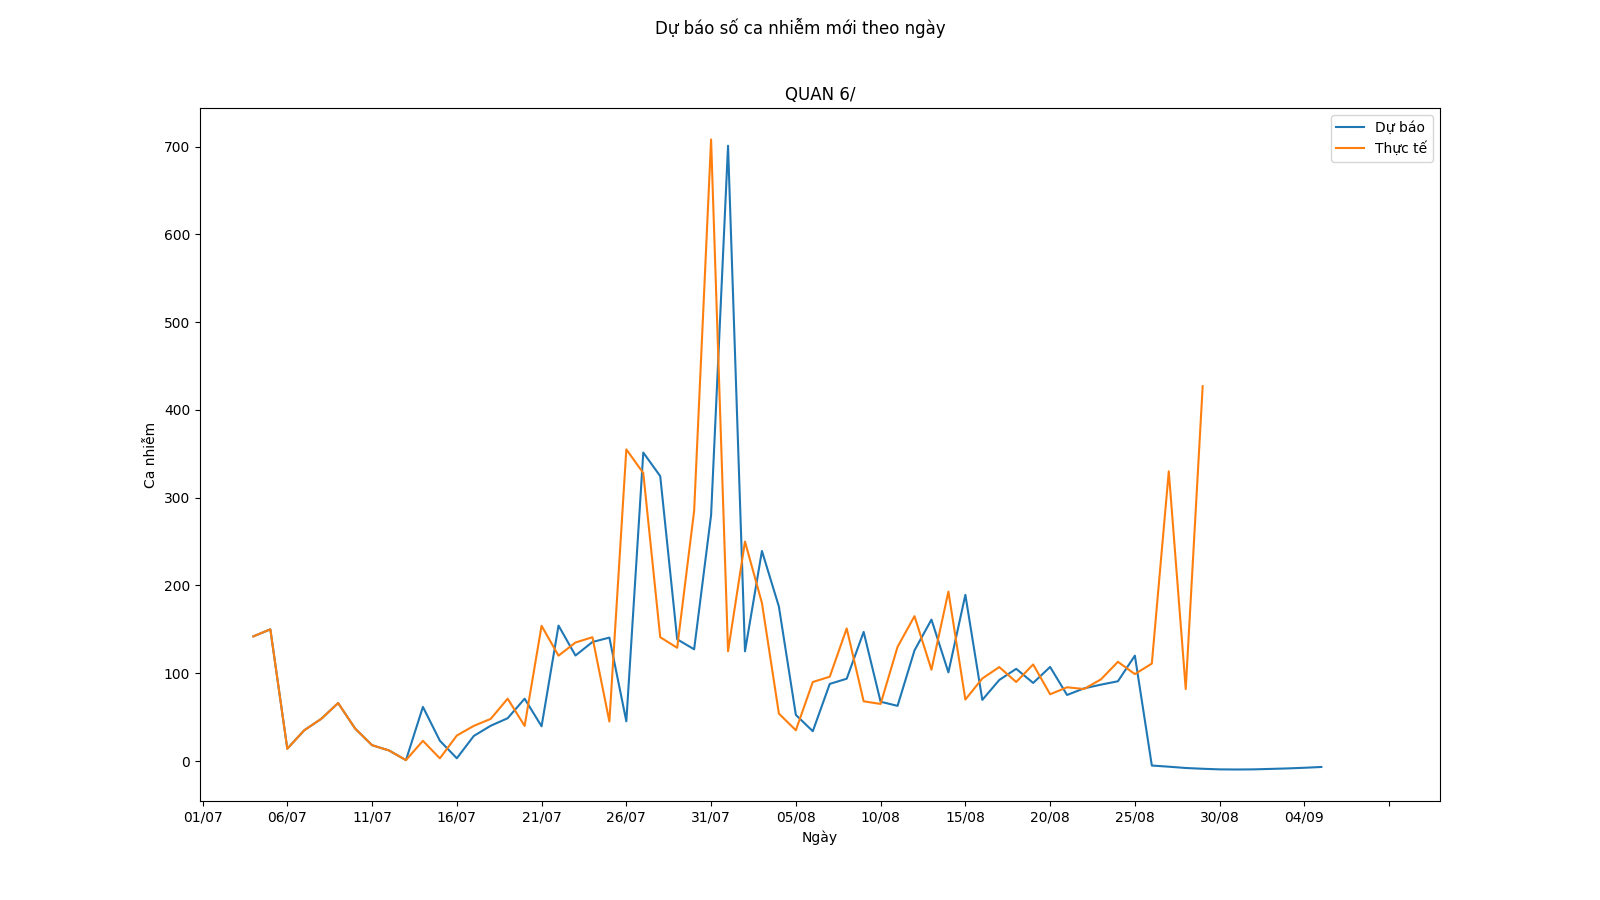 Dự báo số ca nhiễm mới theo ngày
QUAN 6/
Dự báo
Thực tế
700
600
500
400
300
200
100
0
Ca nhiễm
01/07 06/07 11/07 16/07 21/07 26/07 31/07 05/08 10/08 15/08 20/08 25/08 30/08 04/09
Ngày